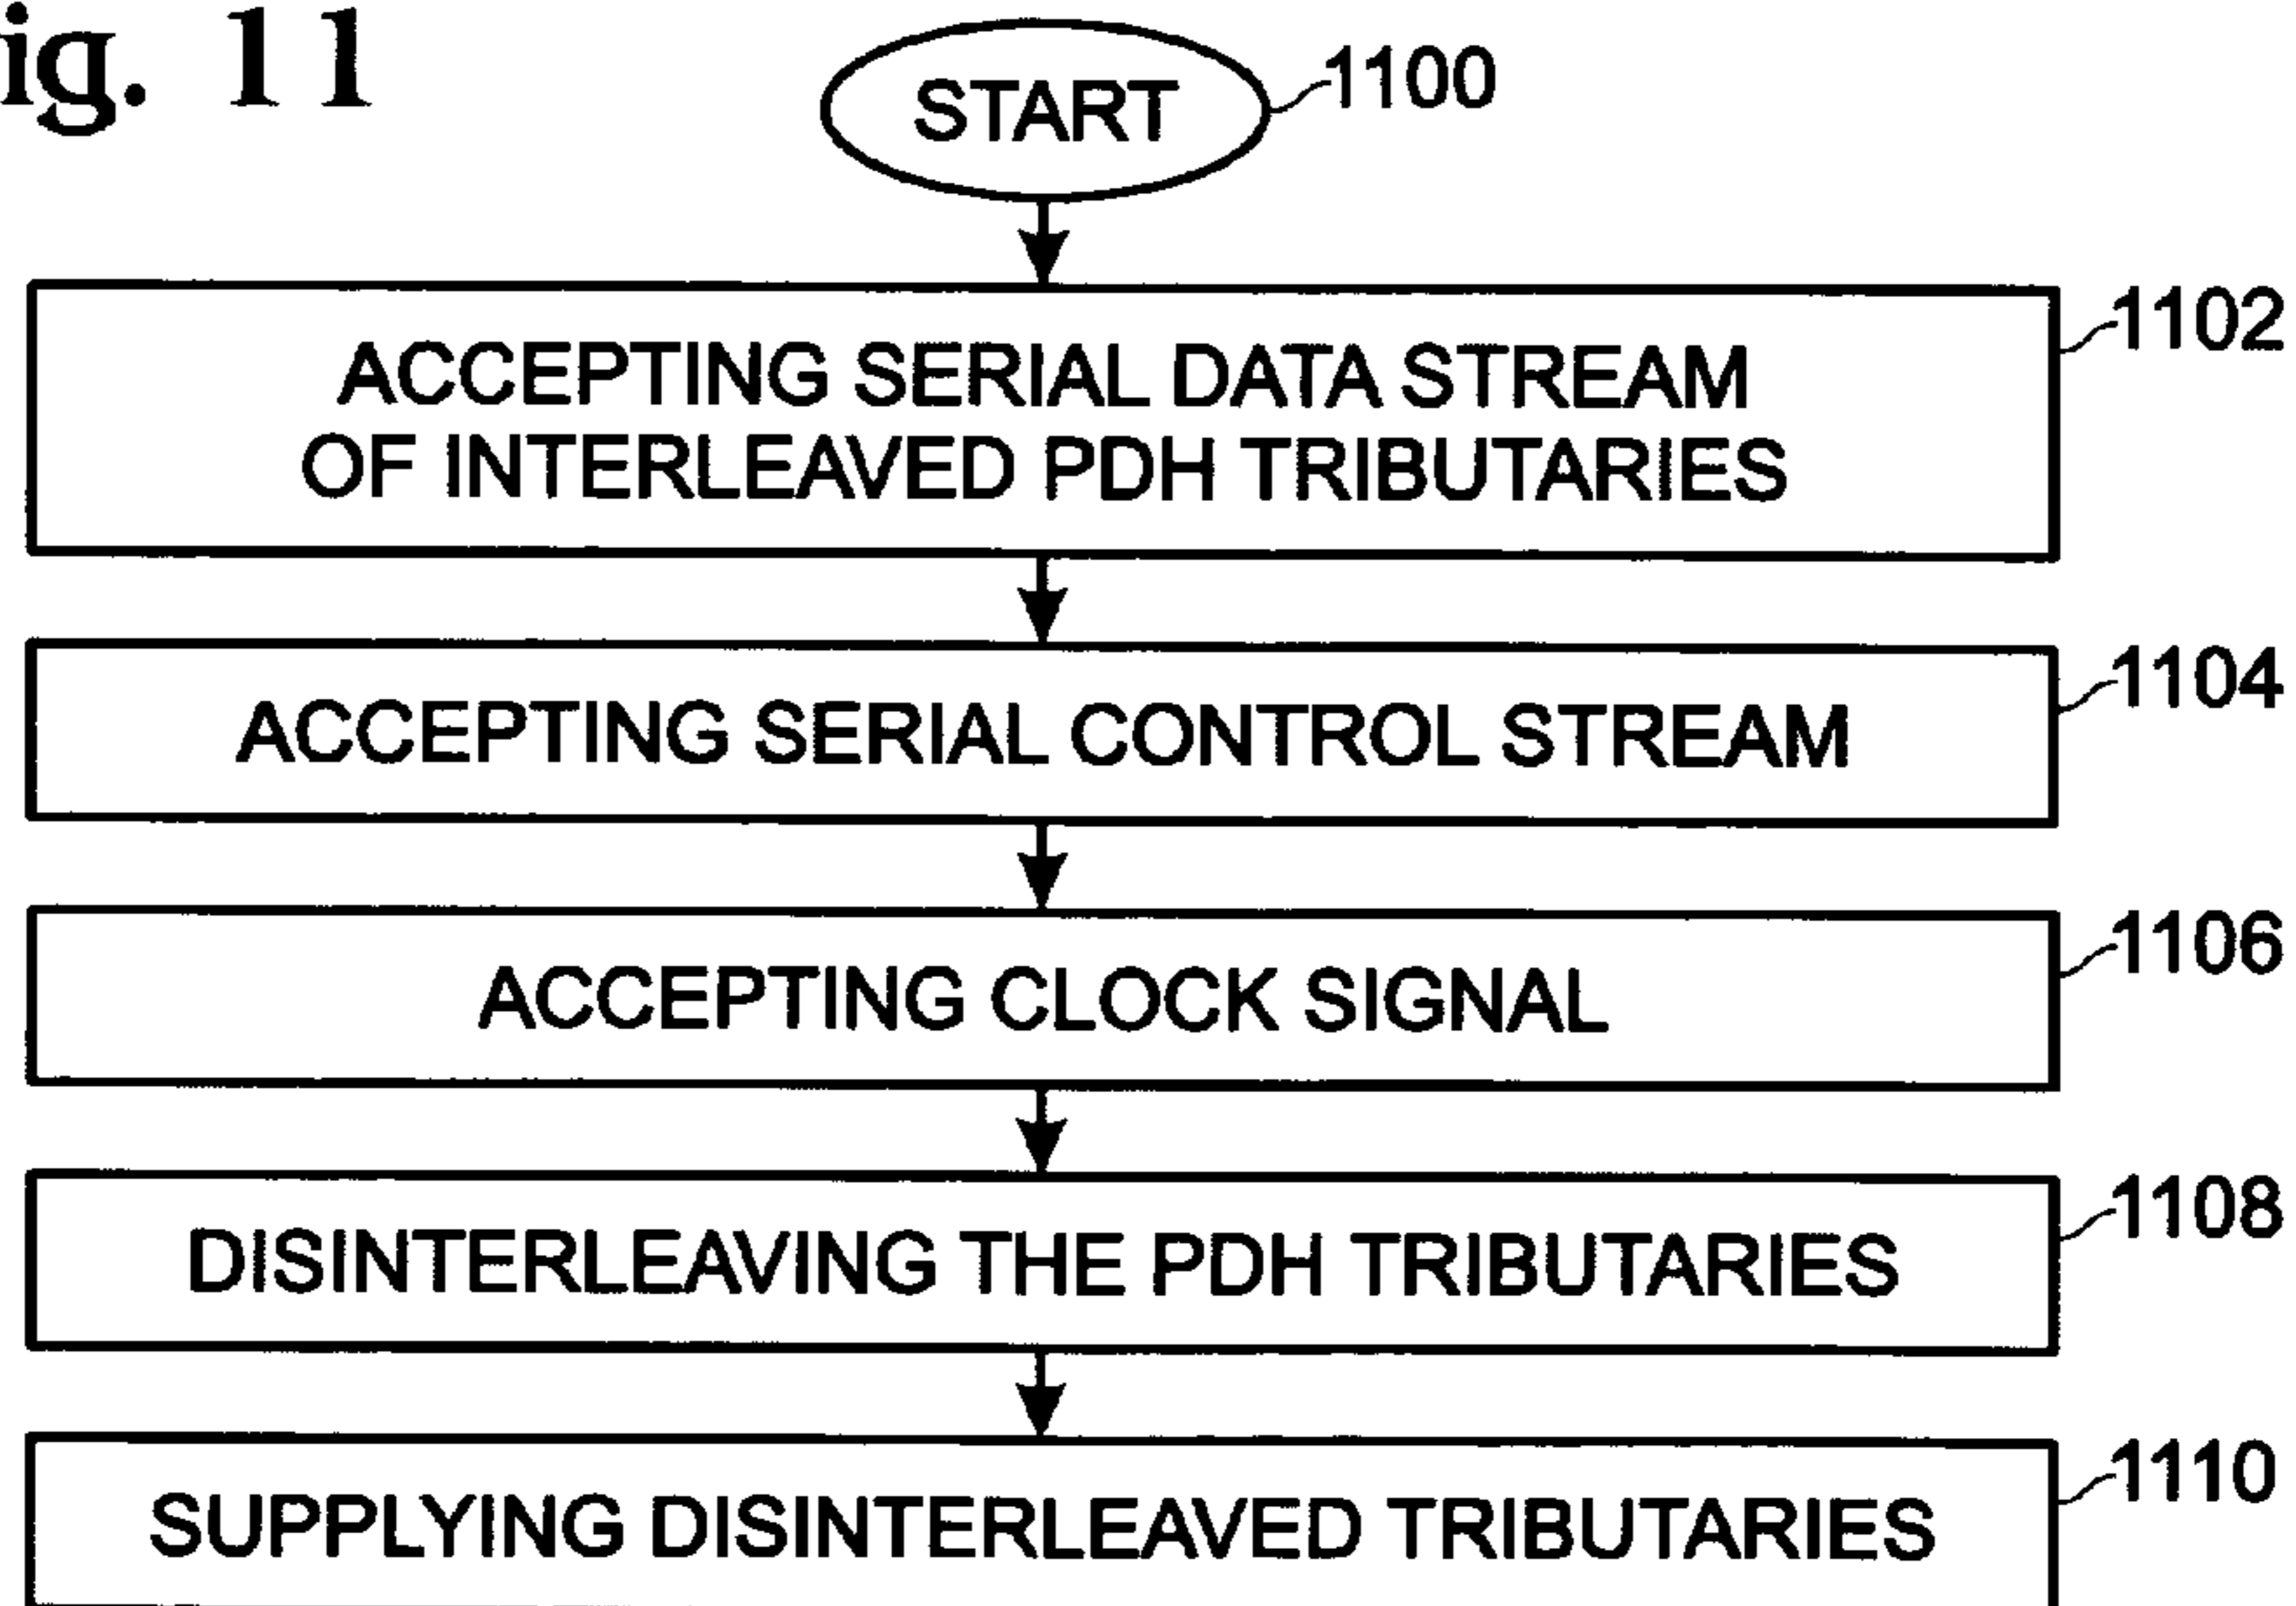 ig. 11
START
1100
1102
ACCEPTING SERIAL DATA STREAM
OF INTERLEAVED PDH TRIBUTARIES
1104
ACCEPTING SERIAL CONTROL STREAM
1106
ACCEPTING CLOCK SIGNAL
1108
DISINTERLEAVING THE PDH TRIBUTARIES
1110
SUPPLYING DISINTERLEAVED TRIBUTARIES